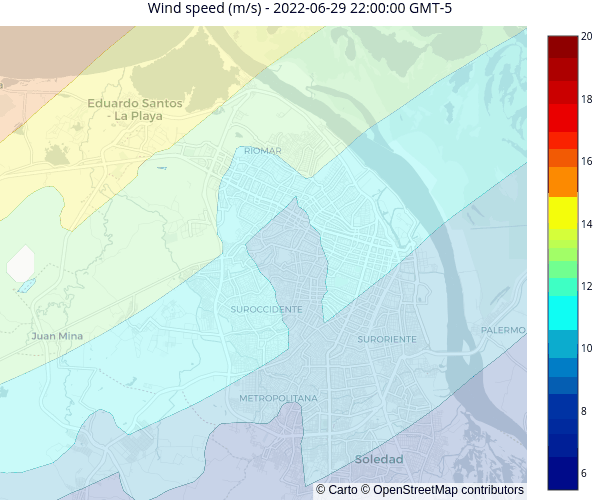 Wind speed (m/s) - 2022-06-29 22:00:00 GMT-5
20
18
16
14
12
10
8
6
Eduardo Santos
- La Playa
RIOMAR
SUROCCIDENTE
Juan Mina
SURORIENTE
PALERMO
METROPOLITANA
Soledad
© Carto © OpenStreetMap contributors